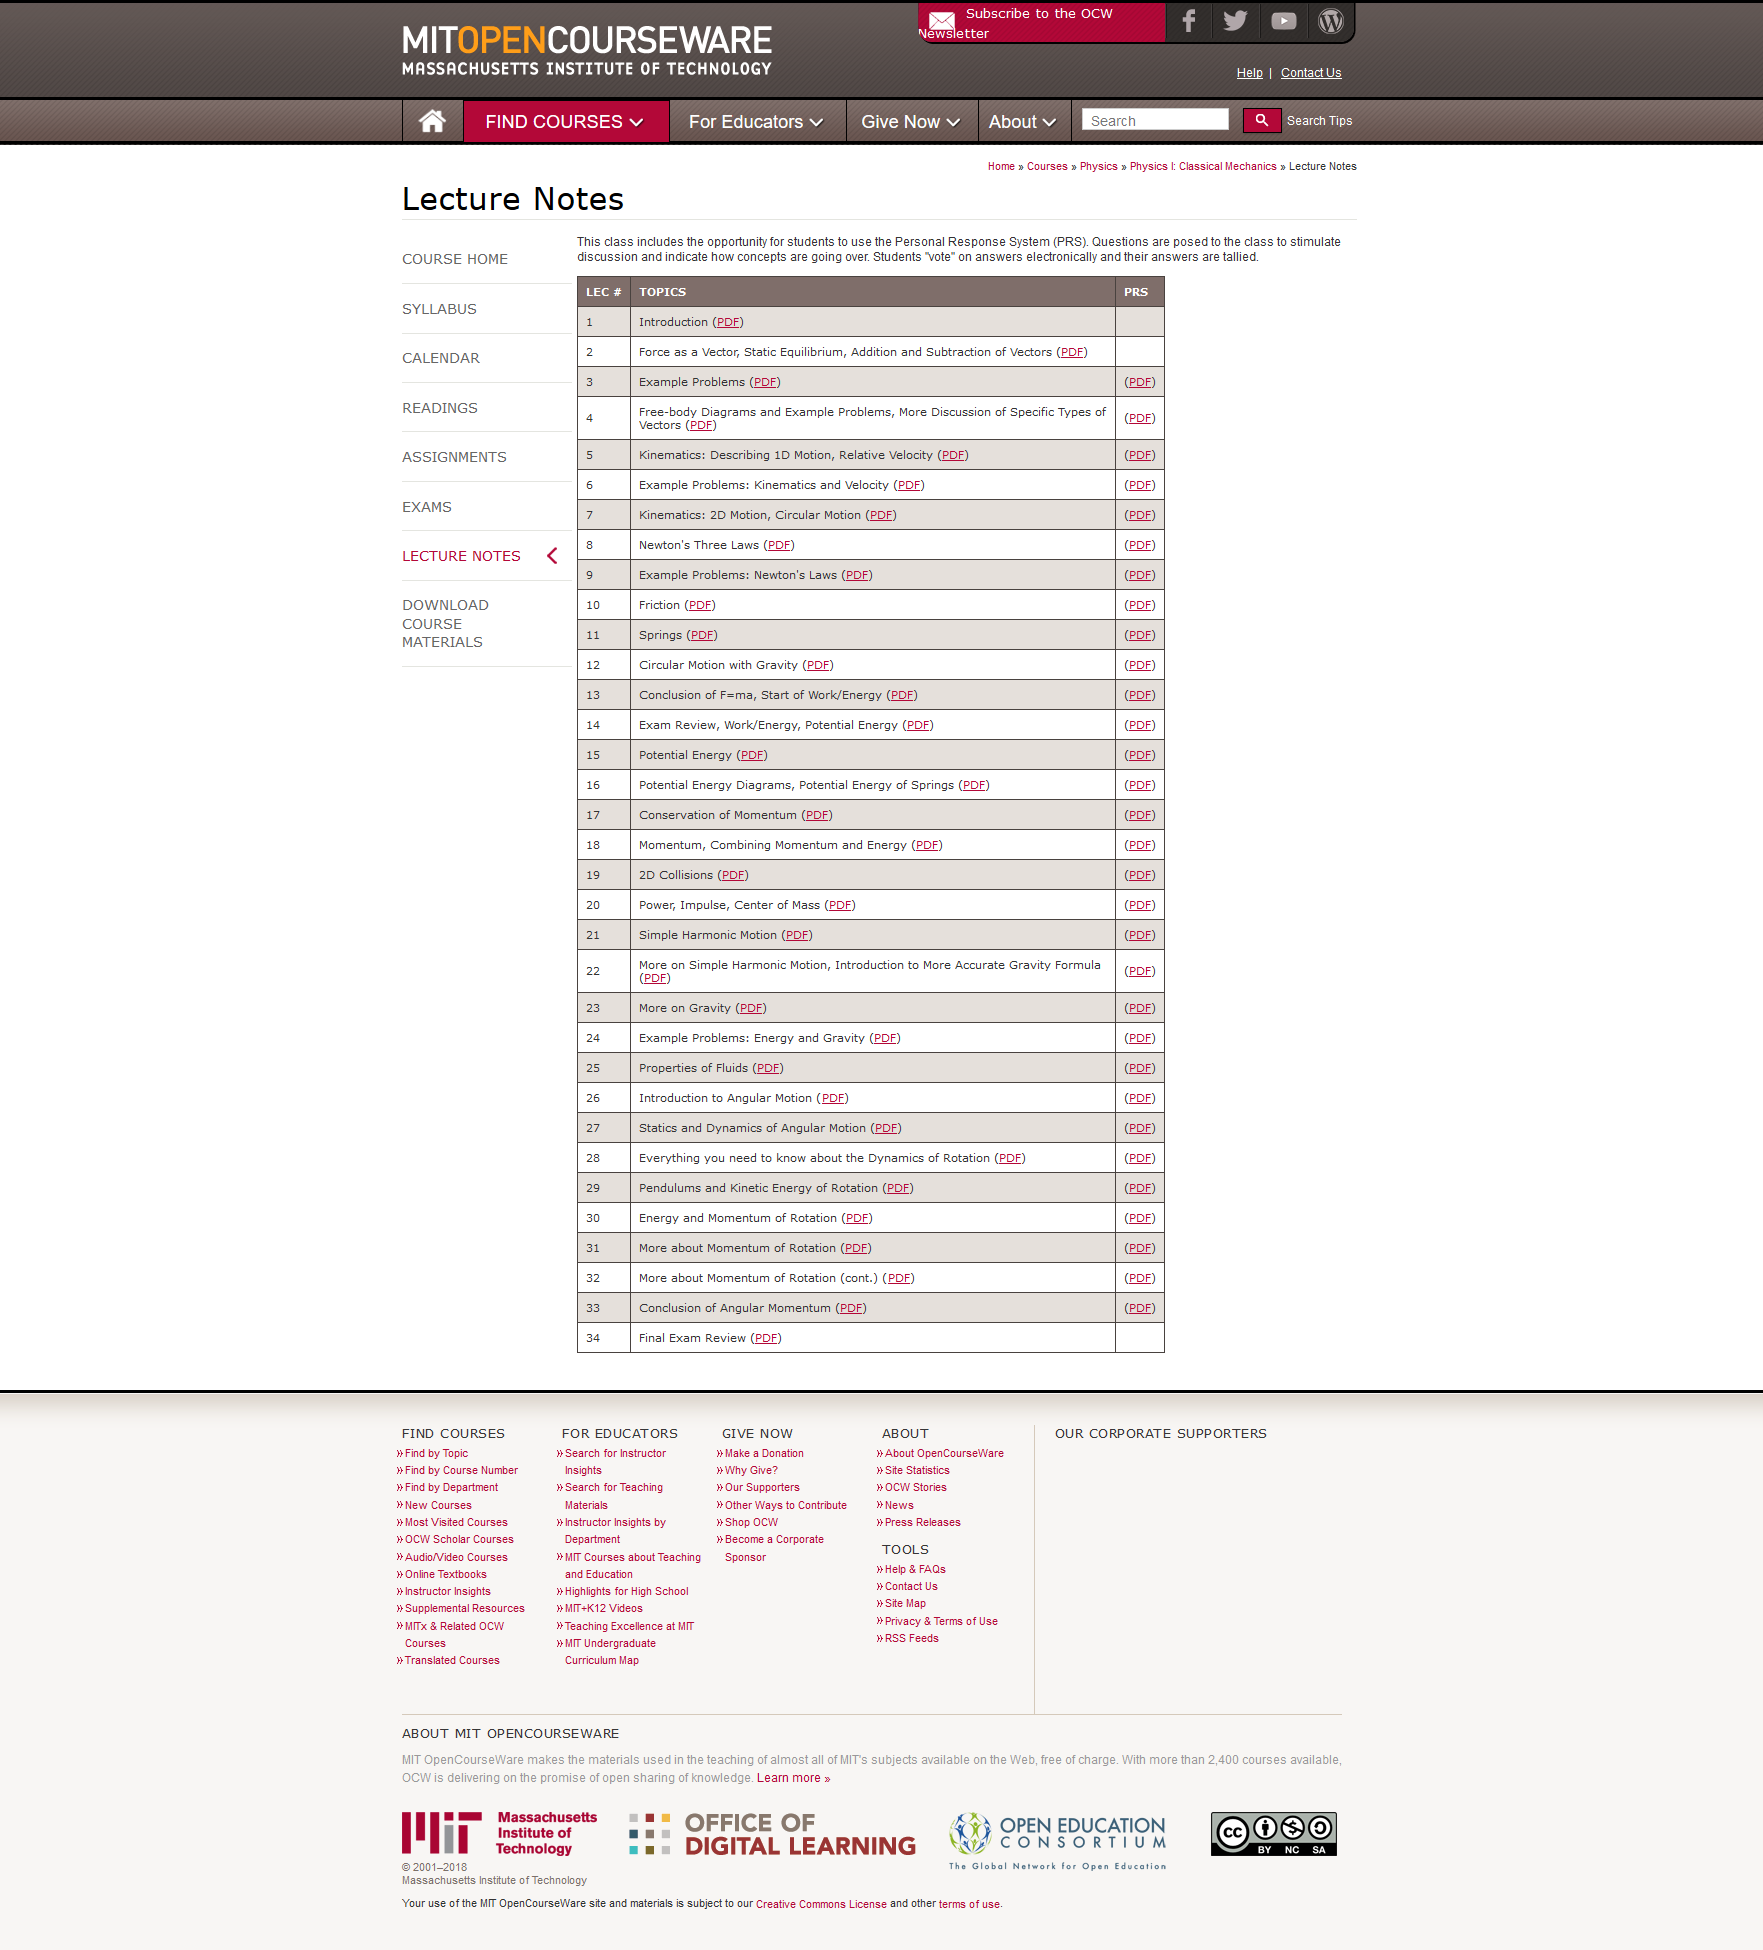 MITOPENCOURSEWARE
MASSACHUSETTS INSTITUTE OF TECHNOLOGY
Subscribe to the OCW
Newsletter
Help | Contact Us
FIND COURSES For Educators Give Now About Search Search Tips
Home » Courses » Physics » Physics I: Classical Mechanics » Lecture Notes
Lecture Notes
COURSE HOME
SYLLABUS
CALENDAR
READINGS
ASSIGNMENTS
EXAMS
LECTURE NOTES
DOWNLOAD
COURSE
MATERIALS
This class includes the opportunity for students to use the Personal Response System (PRS). Questions are posed to the class to stimulate
discussion and indicate how concepts are going over. Students "vote" on answers electronically and their answers are tallied.
LEC # TOPICS PRS
1 Introduction (PDF)
2 Force as a Vector, Static Equilibrium, Addition and Subtraction of Vectors (PDF)
3 Example Problems (PDF) (PDF)
4 Free-body Diagrams and Example Problems, More Discussion of Specific Types of
Vectors (PDF) (PDF)
5 Kinematics: Describing 1D Motion, Relative Velocity (PDF) (PDF)
6 Example Problems: Kinematics and Velocity (PDF) (PDF)
7 Kinematics: 2D Motion, Circular Motion (PDF) (PDF)
8 Newton's Three Laws (PDF) (PDF)
9 Example Problems: Newton's Laws (PDF) (PDF)
10 Friction (PDF) (PDF)
11 Springs (PDF) (PDF)
12 Circular Motion with Gravity (PDF) (PDF)
13 Conclusion of F=ma, Start of Work/Energy (PDF) (PDF)
14 Exam Review, Work/Energy, Potential Energy (PDF) (PDF)
15 Potential Energy (PDF) (PDF)
16 Potential Energy Diagrams, Potential Energy of Springs (PDF) (PDF)
17 Conservation of Momentum (PDF) (PDF)
18 Momentum, Combining Momentum and Energy (PDF) (PDF)
19 2D Collisions (PDF) (PDF)
20 Power, Impulse, Center of Mass (PDF) (PDF)
21 Simple Harmonic Motion (PDF) (PDF)
22 More on Simple Harmonic Motion, Introduction to More Accurate Gravity Formula
(PDF) (PDF)
23 More on Gravity (PDF) (PDF)
24 Example Problems: Energy and Gravity (PDF) (PDF)
25 Properties of Fluids (PDF) (PDF)
26 Introduction to Angular Motion (PDF) (PDF)
27 Statics and Dynamics of Angular Motion (PDF) (PDF)
28 Everything you need to know about the Dynamics of Rotation (PDF) (PDF)
29 Pendulums and Kinetic Energy of Rotation (PDF) (PDF)
30 Energy and Momentum of Rotation (PDF) (PDF)
31 More about Momentum of Rotation (PDF) (PDF)
32 More about Momentum of Rotation (cont.) (PDF) (PDF)
33 Conclusion of Angular Momentum (PDF) (PDF)
34 Final Exam Review (PDF)
FIND COURSES
» Find by Topic
» Find by Course Number
» Find by Department
» New Courses
» Most Visited Courses
» OCW Scholar Courses
» Audio/Video Courses
» Online Textbooks
» Instructor Insights
» Supplemental Resources
» MITx & Related OCW
Courses
» Translated Courses
FOR EDUCATORS
» Search for Instructor
Insights
» Search for Teaching
Materials
» Instructor Insights by
Department
» MIT Courses about Teaching
and Education
» Highlights for High School
» MIT+K12 Videos
» Teaching Excellence at MIT
» MIT Undergraduate
Curriculum Map
GIVE NOW
» Make a Donation
» Why Give?
» Our Supporters
» Other Ways to Contribute
» Shop OCW
» Become a Corporate
Sponsor
ABOUT
» About OpenCourseWare
» Site Statistics
» OCW Stories
» News
» Press Releases
TOOLS
» Help & FAQs
» Contact Us
» Site Map
» Privacy & Terms of Use
» RSS Feeds
OUR CORPORATE SUPPORTERS
ABOUT MIT OPENCOURSEWARE
MIT OpenCourseWare makes the materials used in the teaching of almost all of MIT's subjects available on the Web, free of charge. With more than 2,400 courses available,
OCW is delivering on the promise of open sharing of knowledge. Learn more »
MIT Massachusetts
Institute of
Technology
OFFICE OF
DIGITAL LEARNING
OPEN EDUCATION
CONSORTIUM
The Global Network for Open Education
cc BY NC SA
© 2001–2018
Massachusetts Institute of Technology
Your use of the MIT OpenCourseWare site and materials is subject to our Creative Commons License and other terms of use.